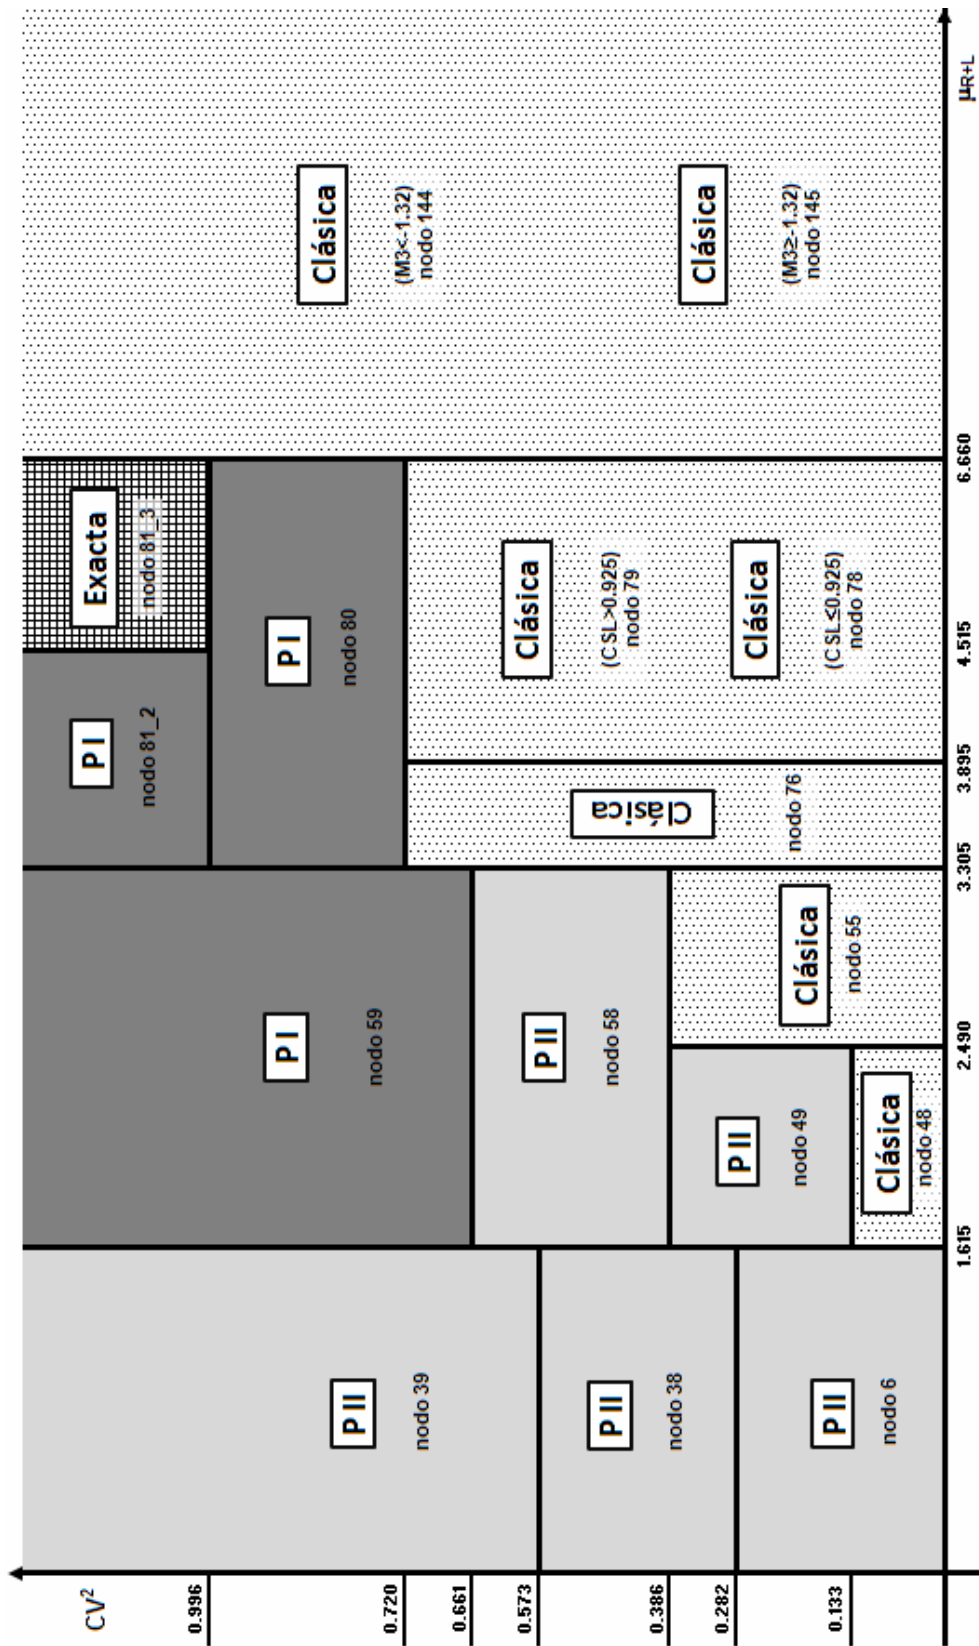 CV²
0.996
0.720
0.661
0.573
0.386
0.282
0.133
P II
nodo 39
P II
nodo 38
P II
nodo 6
P I
nodo 59
P II
nodo 58
P II
nodo 49
Clásica
nodo 48
Clásica
nodo 55
P I
nodo 81_2
Exacta
nodo 81_3
P I
nodo 80
Clásica
nodo 76
Clásica
(CSL>0.925)
nodo 79
Clásica
(CSL≤0.925)
nodo 78
Clásica
(M3<-1.32)
nodo 144
Clásica
(M3≥-1.32)
nodo 145
1.615
2.490
3.305
3.895
4.515
6.660
μR+L